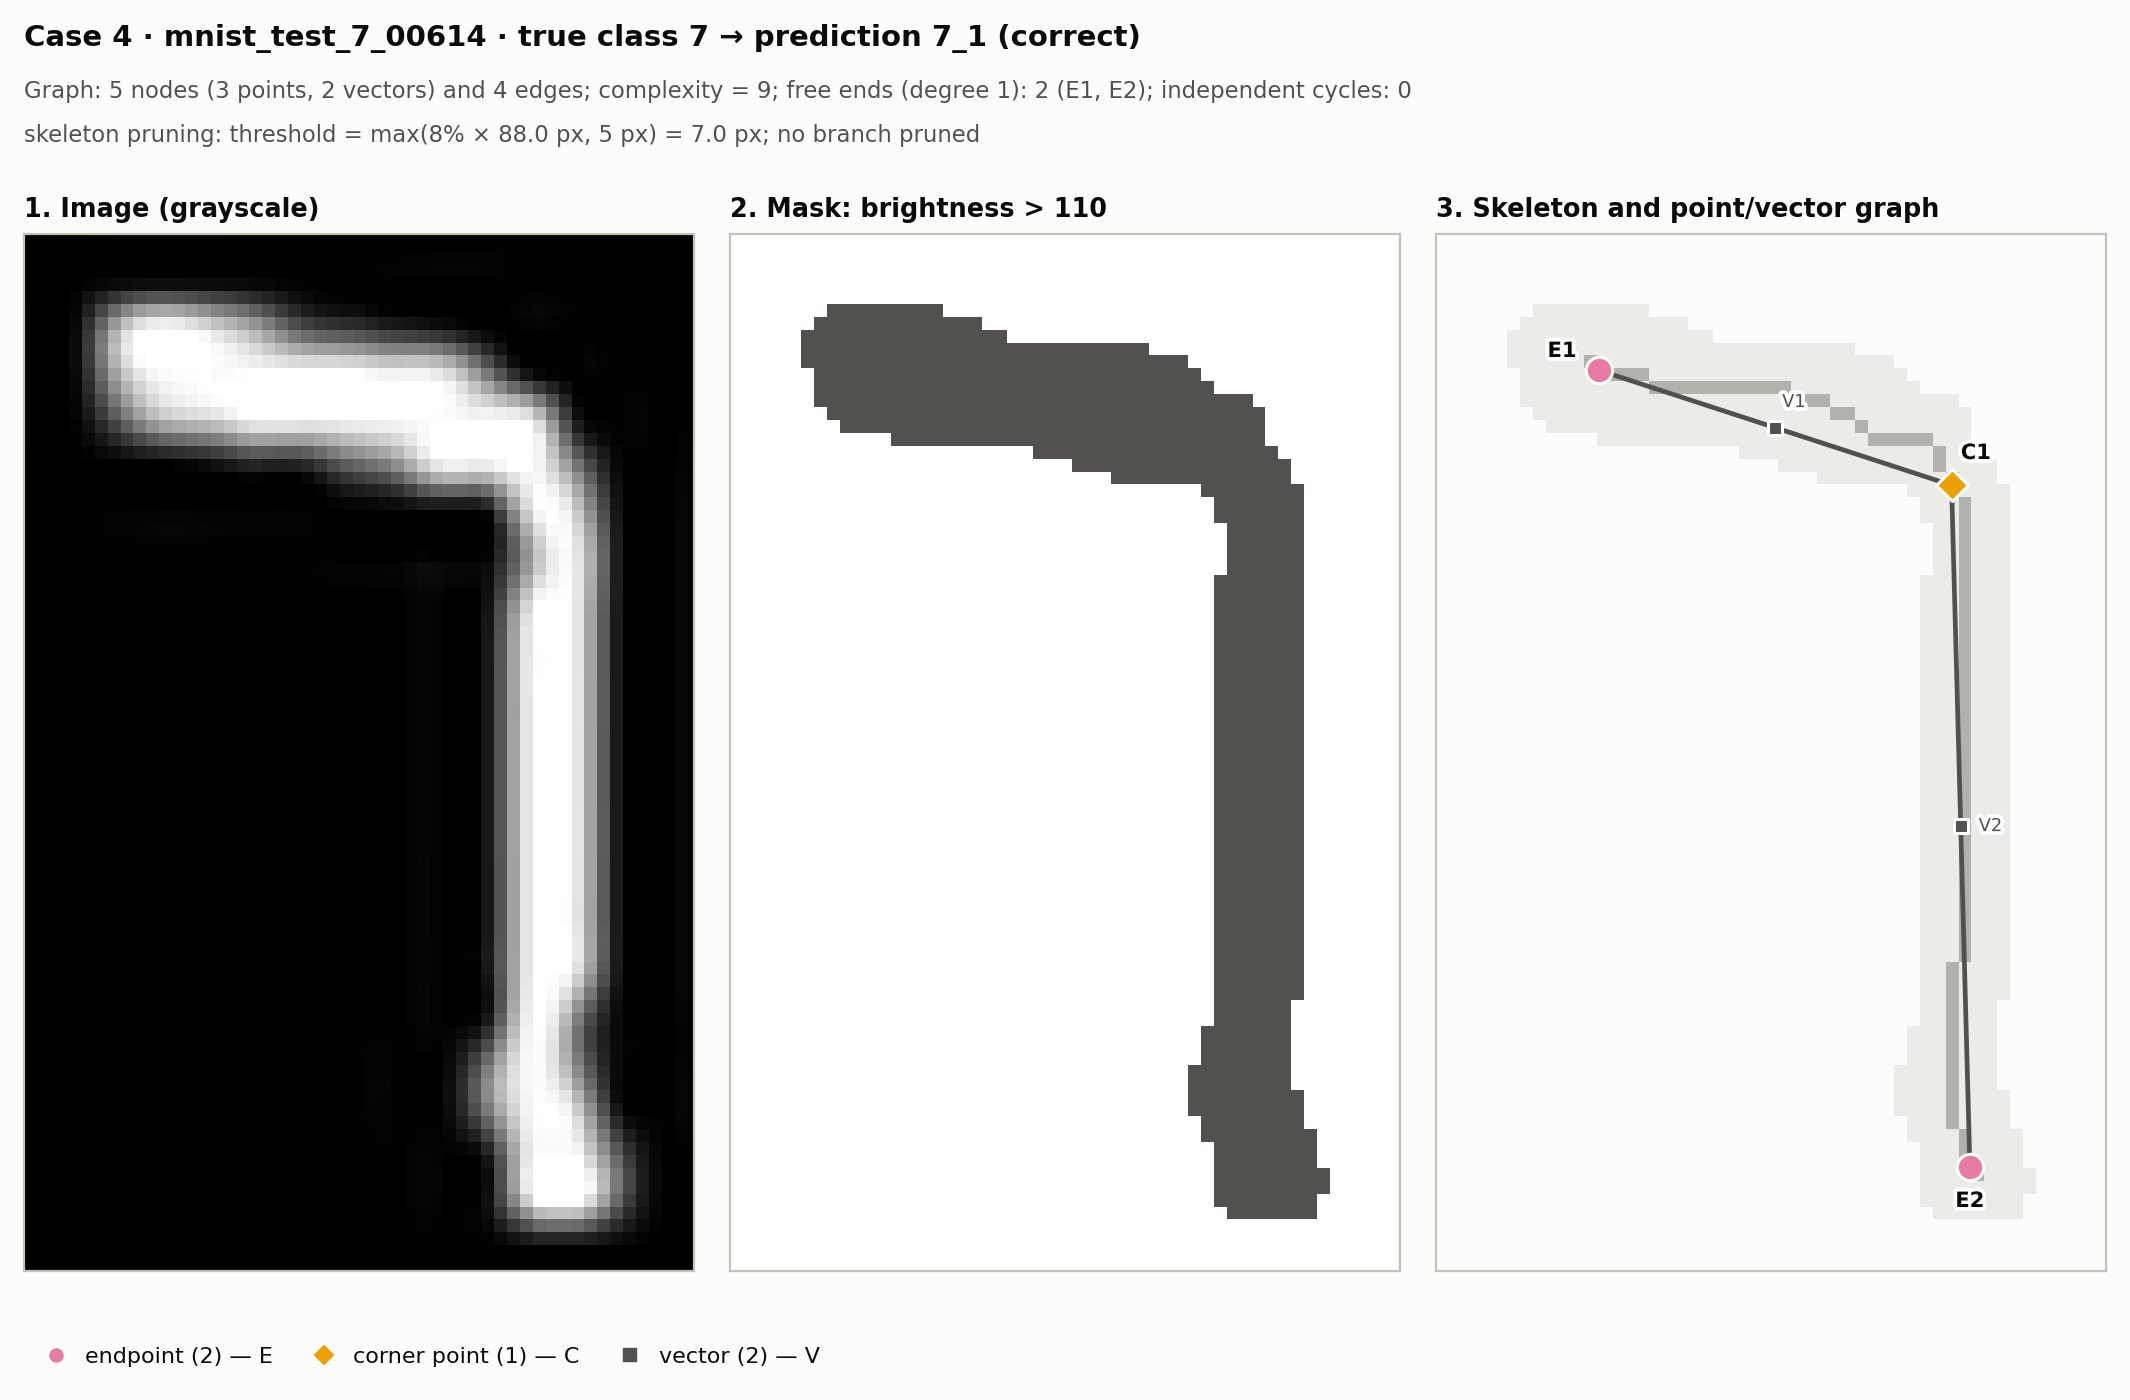 Case 4 · mnist_test_7_00614 · true class 7 → prediction 7_1 (correct)
Graph: 5 nodes (3 points, 2 vectors) and 4 edges; complexity = 9; free ends (degree 1): 2 (E1, E2); independent cycles: 0
skeleton pruning: threshold = max(8% × 88.0 px, 5 px) = 7.0 px; no branch pruned
1. Image (grayscale)
2. Mask: brightness > 110
3. Skeleton and point/vector graph
E1
V1
C1
V2
E2
endpoint (2) — E
corner point (1) — C
vector (2) — V